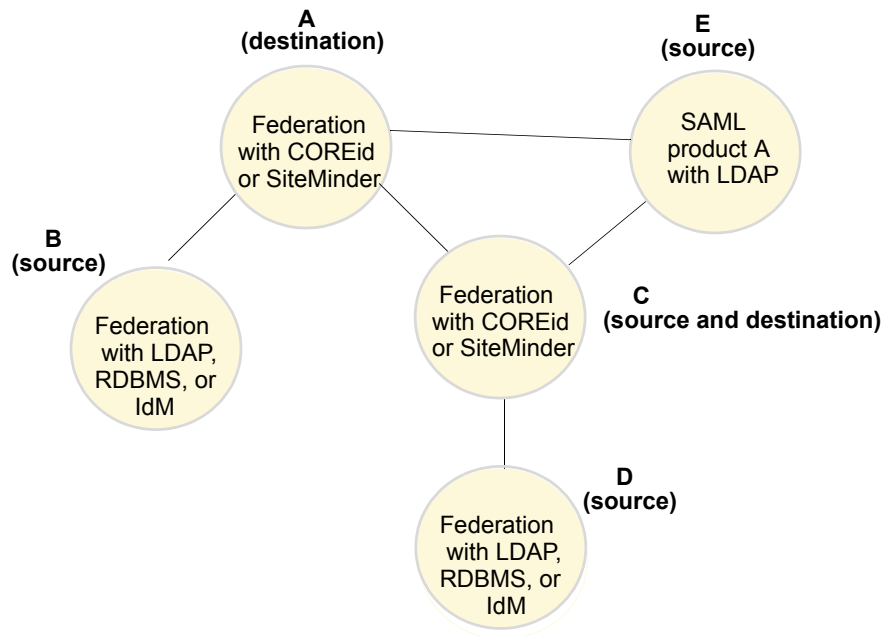 A
(destination)
Federation
with COREid
or SiteMinder
E
(source)
SAML
product A
with LDAP
B
(source)
Federation
with LDAP,
RDBMS, or
IdM
Federation
with COREid
or SiteMinder
C
(source and destination)
D
(source)
Federation
with LDAP,
RDBMS, or
IdM